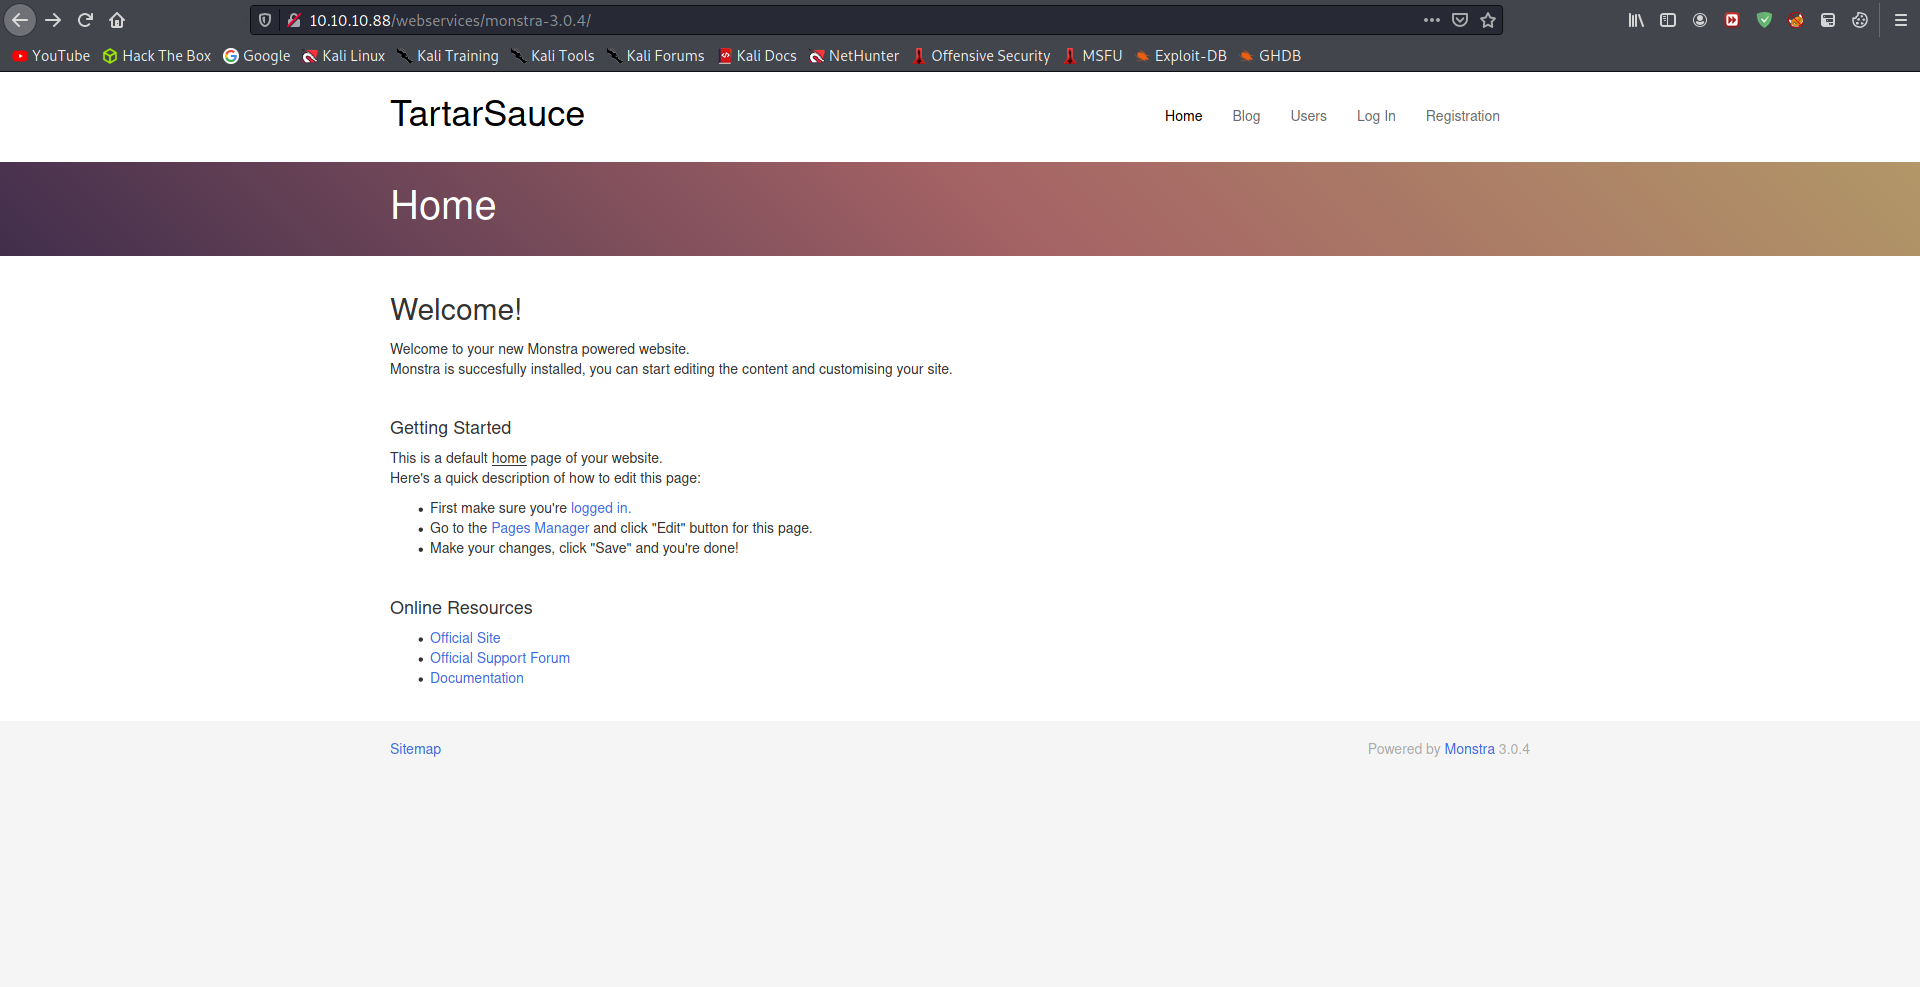 10.10.10.88/webservices/monstra-3.0.4/
YouTube Hack The Box Google Kali Linux Kali Training Kali Tools Kali Forums Kali Docs NetHunter Offensive Security MSFU Exploit-DB GHDB
TartarSauce
Home Blog Users Log In Registration
Home
Welcome!
Welcome to your new Monstra powered website.
Monstra is succesfully installed, you can start editing the content and customising your site.
Getting Started
This is a default home page of your website.
Here's a quick description of how to edit this page:
First make sure you're logged in.
Go to the Pages Manager and click "Edit" button for this page.
Make your changes, click "Save" and you're done!
Online Resources
Official Site
Official Support Forum
Documentation
Sitemap
Powered by Monstra 3.0.4